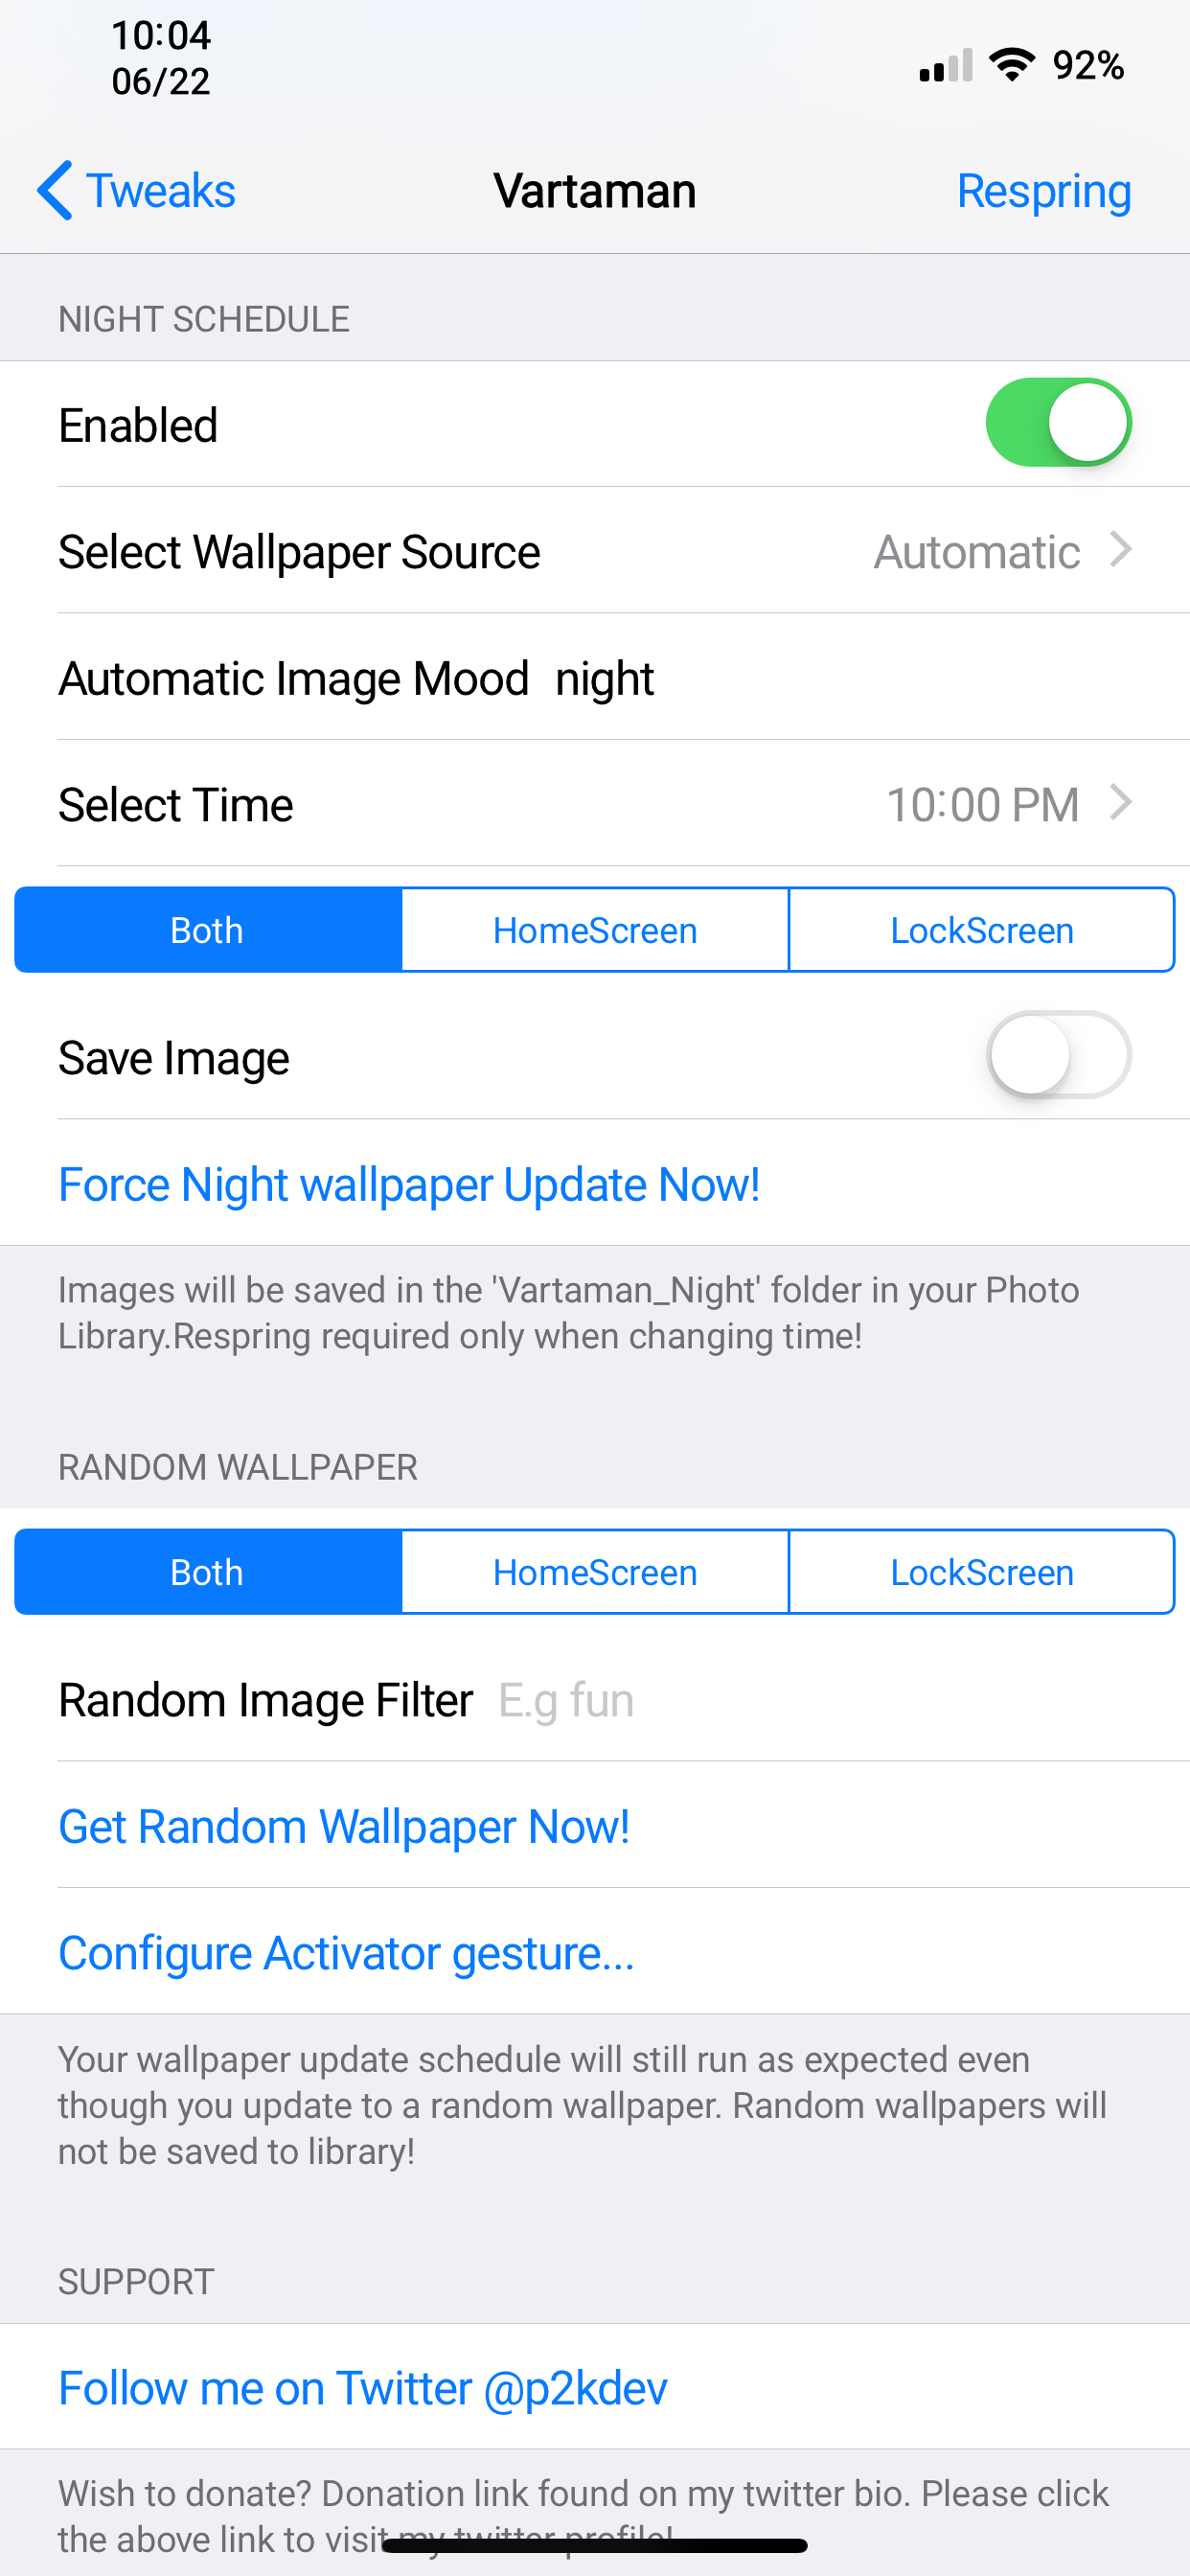 10:04
06/22
92%
Tweaks
Vartaman
Respring
NIGHT SCHEDULE
Enabled
Select Wallpaper Source Automatic
Automatic Image Mood night
Select Time 10:00 PM
Both HomeScreen LockScreen
Save Image
Force Night wallpaper Update Now!
Images will be saved in the 'Vartaman_Night' folder in your Photo
Library.Respring required only when changing time!
RANDOM WALLPAPER
Both HomeScreen LockScreen
Random Image Filter E.g fun
Get Random Wallpaper Now!
Configure Activator gesture...
Your wallpaper update schedule will still run as expected even
though you update to a random wallpaper. Random wallpapers will
not be saved to library!
SUPPORT
Follow me on Twitter @p2kdev
Wish to donate? Donation link found on my twitter bio. Please click
the above link to visit my twitter profile!